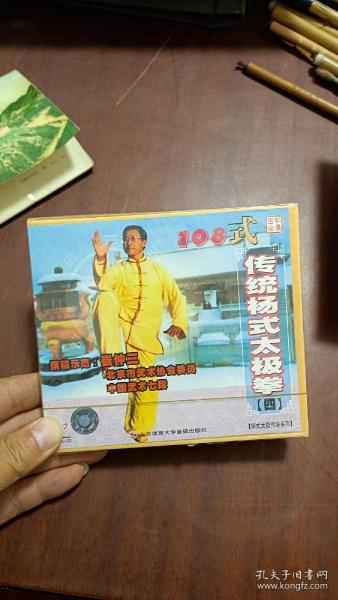 108式
传统杨式太极拳
【四】
演练示范:崔仲三
北京市武术协会委员
中国武术七段
北京体育大学音像出版社
孔夫子旧书网
www.kongfz.com